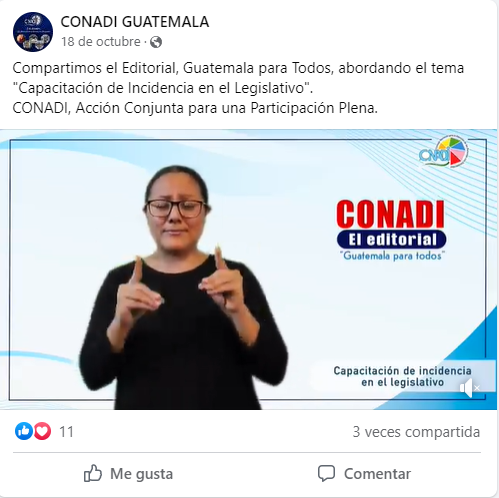 CONADI GUATEMALA
18 de octubre ·
Compartimos el Editorial, Guatemala para Todos, abordando el tema
"Capacitación de Incidencia en el Legislativo".
CONADI, Acción Conjunta para una Participación Plena.
CONADI
El editorial
"Guatemala para todos"
Capacitación de incidencia
en el legislativo
11
3 veces compartida
Me gusta
Comentar